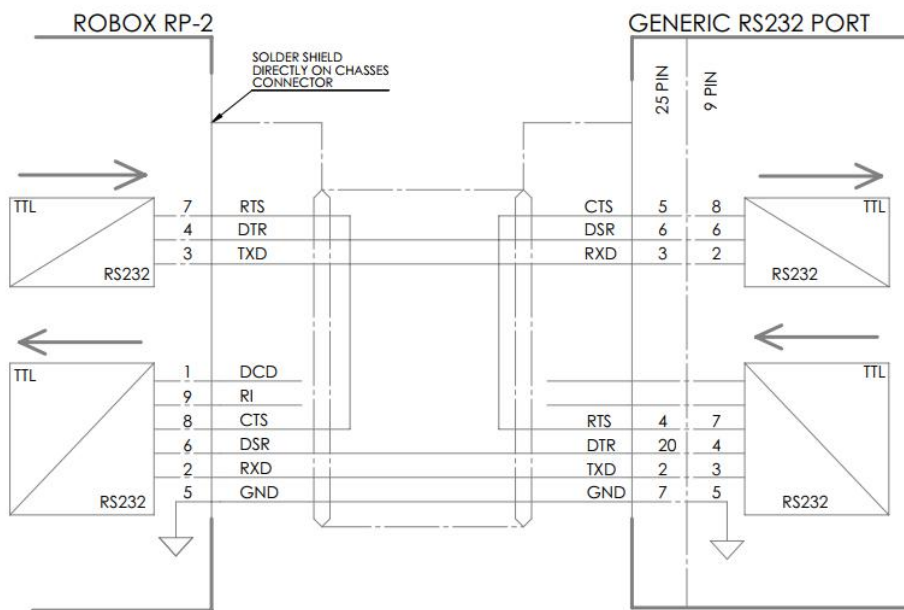 ROBOX RP-2
GENERIC RS232 PORT
SOLDER SHIELD
DIRECTLY ON CHASSES
CONNECTOR
25 PIN
9 PIN
TTL
RS232
7 RTS
4 DTR
3 TXD
CTS 5 8
DSR 6 6
RXD 3 2
TTL
RS232
TTL
RS232
1 DCD
9 RI
8 CTS
6 DSR
2 RXD
5 GND
RTS 4 7
DTR 20 4
TXD 2 3
GND 7 5
TTL
RS232